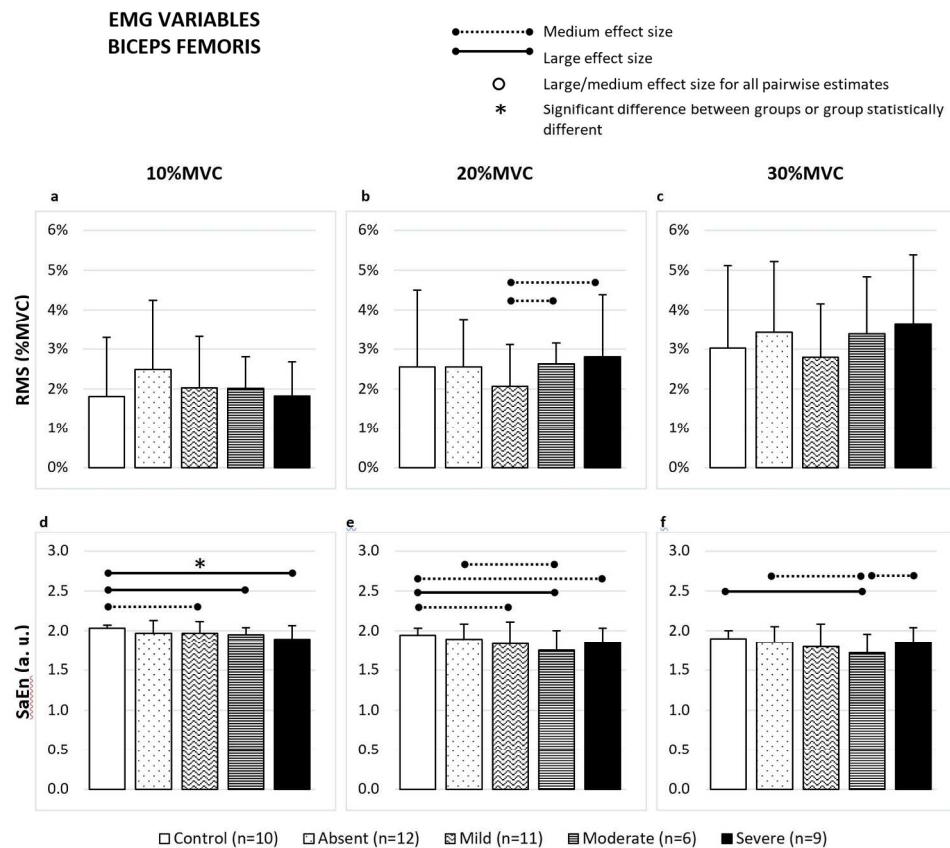 EMG VARIABLES
BICEPS FEMORIS
Medium effect size
Large effect size
Large/medium effect size for all pairwise estimates
* Significant difference between groups or group statistically
different
10%MVC
20%MVC
30%MVC
a
b
c
RMS (%MVC)
6%
5%
4%
3%
2%
1%
0%
6%
5%
4%
3%
2%
1%
0%
6%
5%
4%
3%
2%
1%
0%
d
e
f
SaEn (a. u.)
3.0
2.5
2.0
1.5
1.0
0.5
0.0
*
3.0
2.5
2.0
1.5
1.0
0.5
0.0
3.0
2.5
2.0
1.5
1.0
0.5
0.0
Control (n=10) Absent (n=12) Mild (n=11) Moderate (n=6) Severe (n=9)